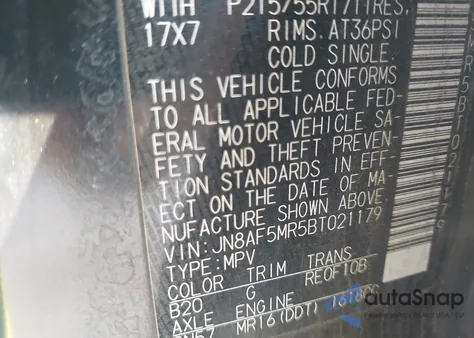 WITH P215/55R17TIRES,
17X7 RIMS. AT36PSI
COLD SINGLE.
THIS VEHICLE CONFORMS
TO ALL APPLICABLE FED-
ERAL MOTOR VEHICLE SA-
FETY AND THEFT PREVEN-
TION STANDARDS IN EFF-
ECT ON THE DATE OF MA-
NUFACTURE SHOWN ABOVE.
VIN:JN8AF5MR5BT021179
TYPE:MPV
COLOR TRIM TRANS
B20 G RE0F10B
AXLE ENGINE
MR16(DDT) 1618CC
autoSnap